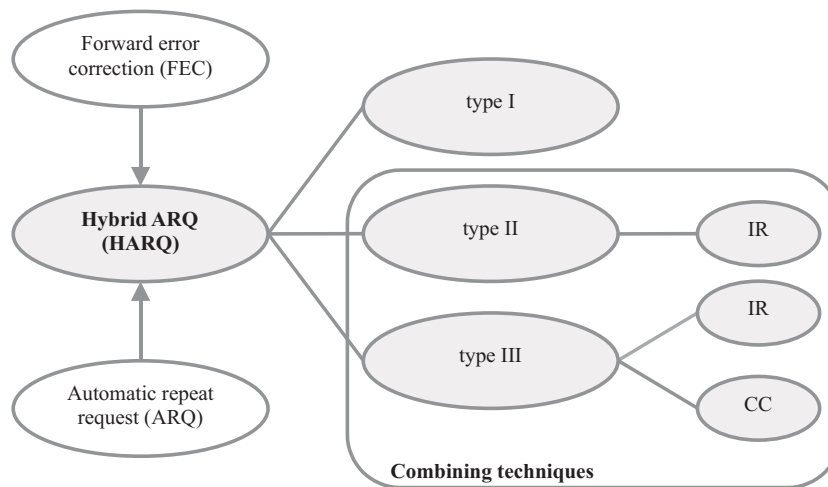 Forward error
correction (FEC)
type I
Hybrid ARQ
(HARQ)
type II
IR
IR
type III
Automatic repeat
request (ARQ)
CC
Combining techniques